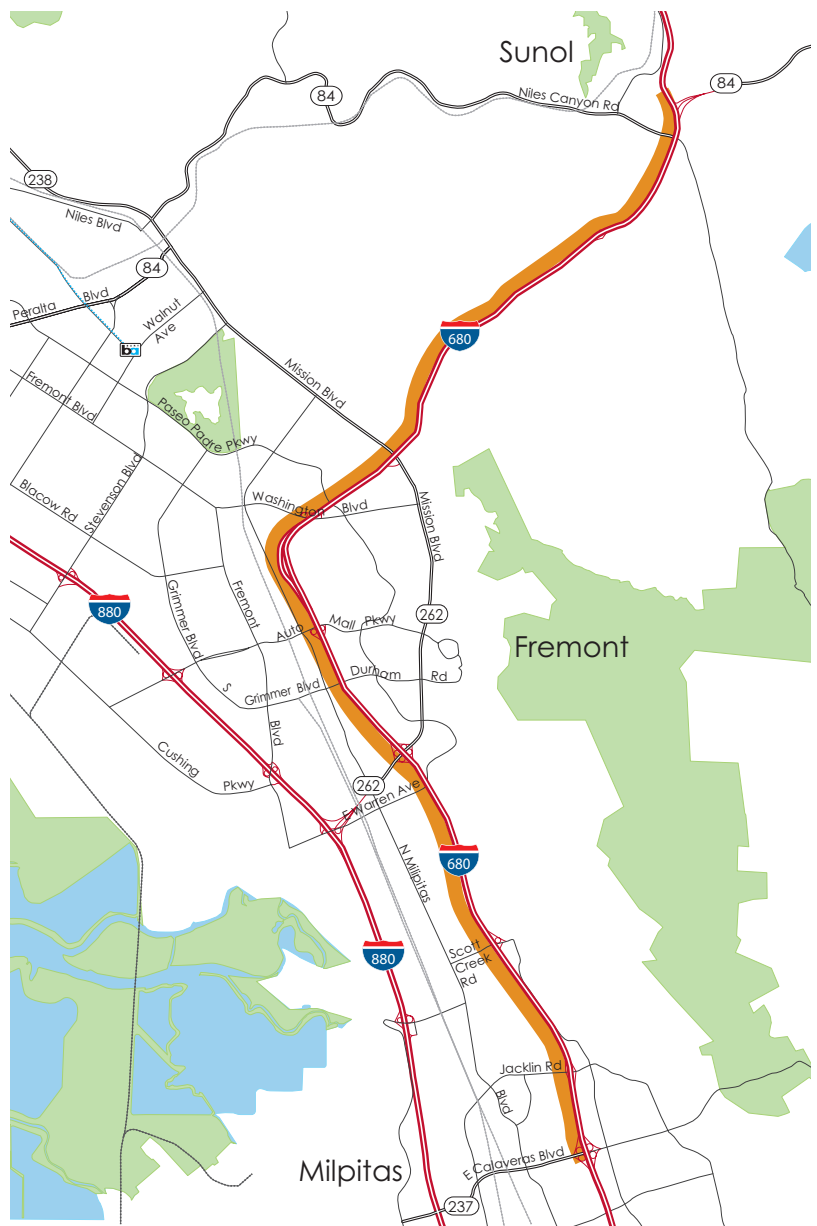 Sunol
84
Niles Canyon Rd
84
238
Niles Blvd
84
Peralta Blvd
Walnut
Ave
ba
680
Mission Blvd
Fremont Blvd
Paseo Padre Pkwy
Stevenson Blvd
Blacow Rd
Washington Blvd
Mission Blvd
880
Grimmer Blvd
Fremont
262
Auto Mall Pkwy
Fremont
S
Grimmer Blvd
Durham Rd
Blvd
Cushing
Pkwy
262
E Warren Ave
680
N Milpitas
880
Scott
Creek
Rd
Jacklin Rd
Blvd
E Calaveras Blvd
Milpitas
237